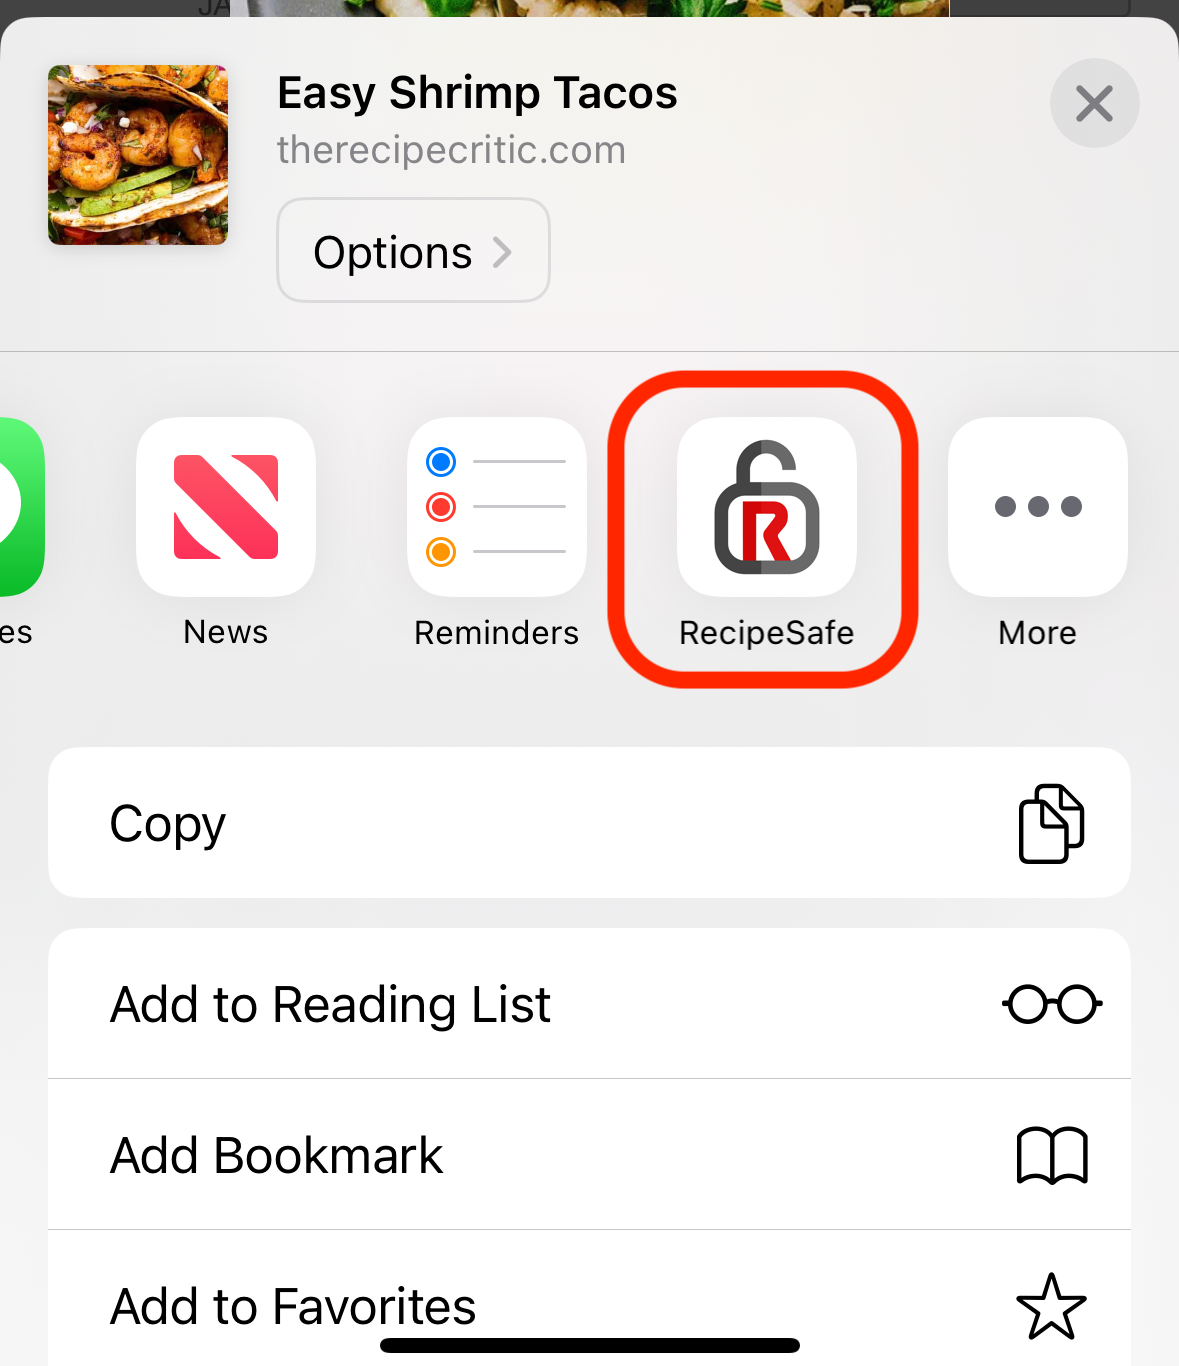 JA
Easy Shrimp Tacos
therecipecritic.com
Options
es
News
Reminders
R
RecipeSafe
More
Copy
Add to Reading List
Add Bookmark
Add to Favorites